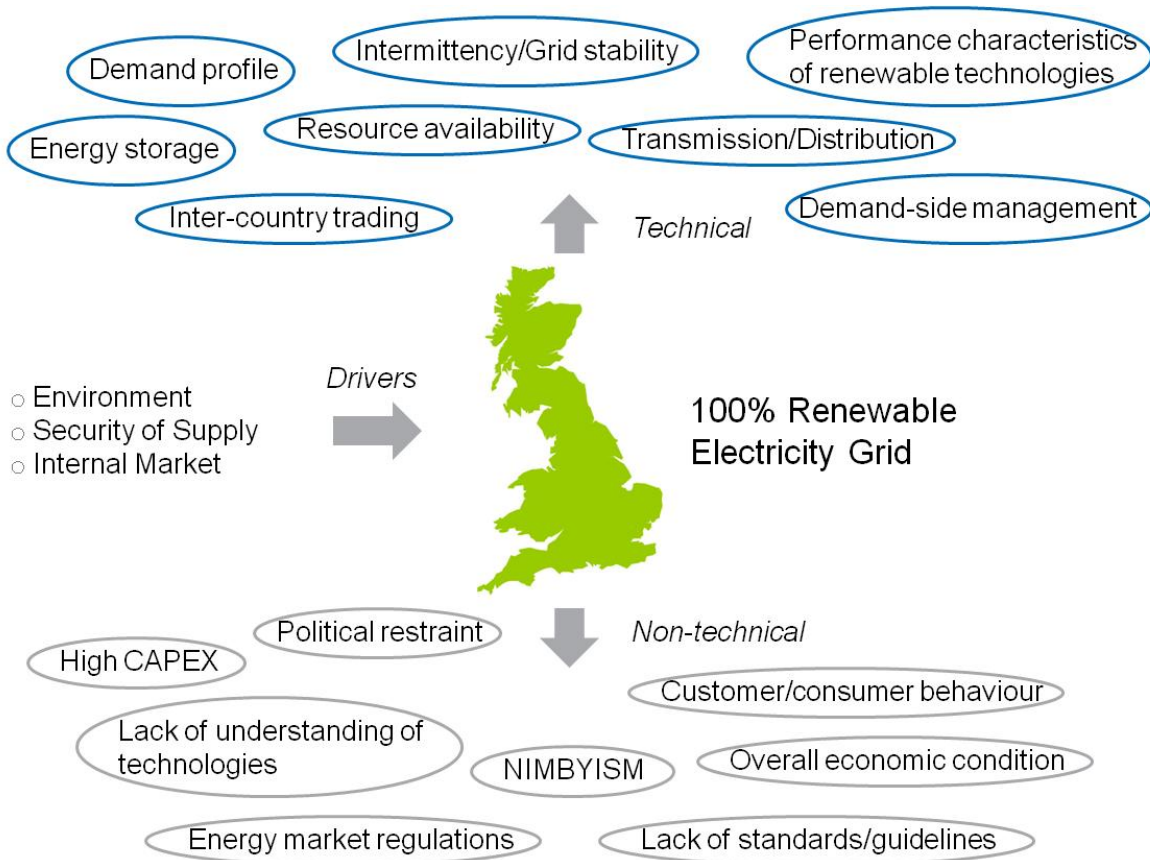 Intermittency/Grid stability
Performance characteristics
of renewable technologies
Demand profile
Resource availability
Transmission/Distribution
Energy storage
Inter-country trading
Demand-side management
Technical
Drivers
○ Environment
○ Security of Supply
○ Internal Market
100% Renewable
Electricity Grid
Political restraint
Non-technical
High CAPEX
Customer/consumer behaviour
Lack of understanding of
technologies
NIMBYISM
Overall economic condition
Energy market regulations
Lack of standards/guidelines